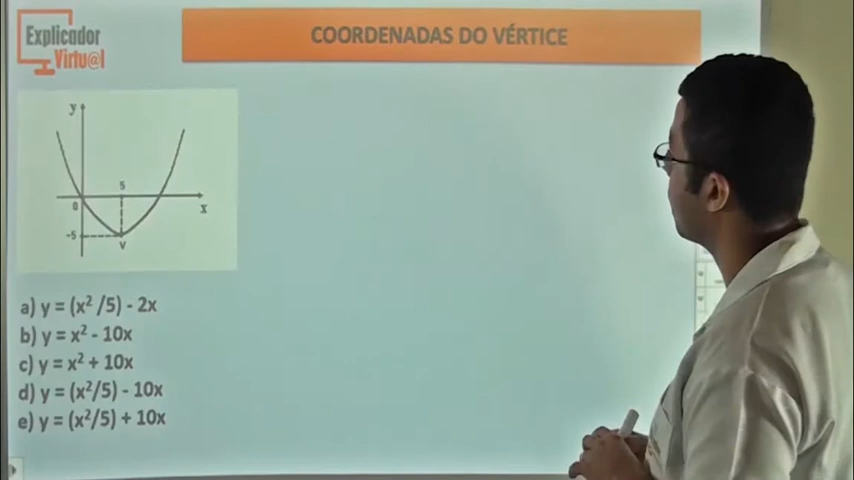 Explicador
Virtu@l
COORDENADAS DO VÉRTICE
y
5
0
x
-5
V
a) y = (x² /5) - 2x
b) y = x² - 10x
c) y = x² + 10x
d) y = (x²/5) - 10x
e) y = (x²/5) + 10x